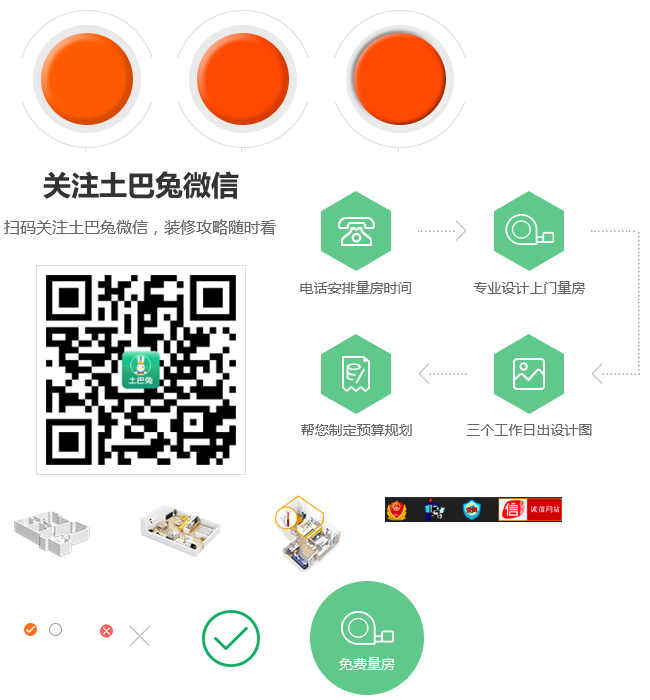 关注土巴兔微信
扫码关注土巴兔微信，装修攻略随时看
土巴兔
电话安排量房时间
专业设计上门量房
帮您制定预算规划
三个工作日出设计图
信 诚信网站
免费量房